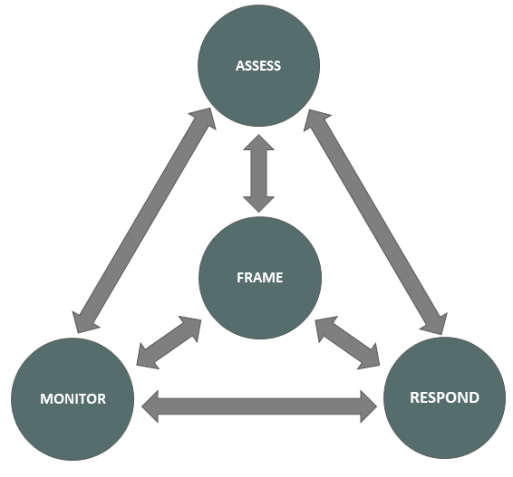 ASSESS
FRAME
MONITOR
RESPOND